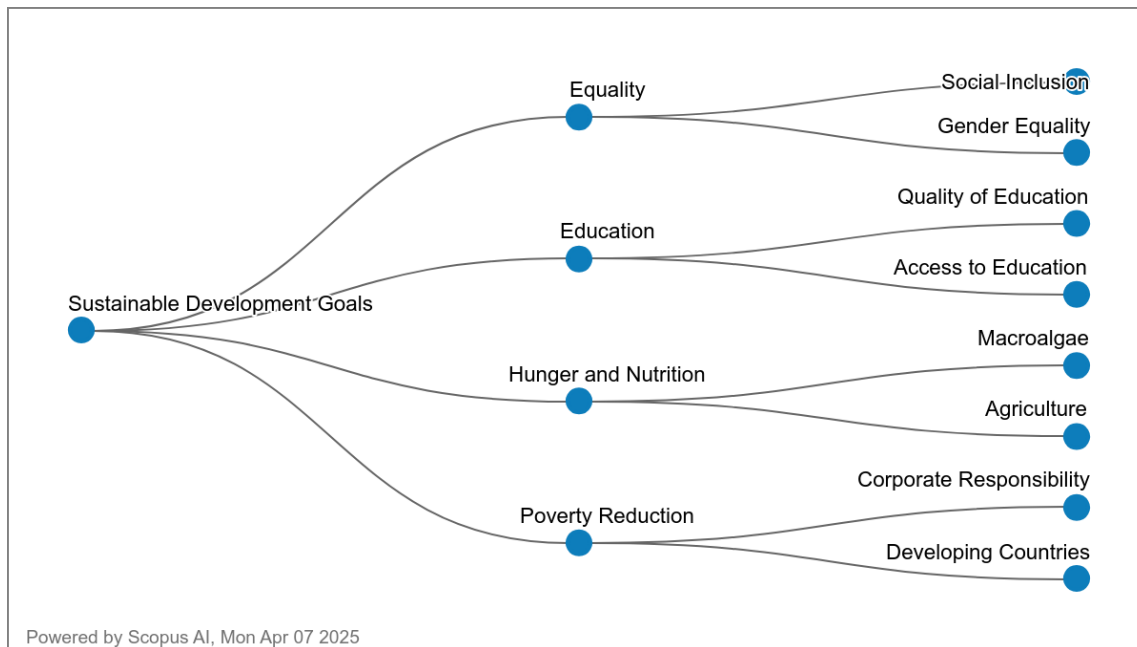 Social Inclusion
Equality
Gender Equality
Quality of Education
Education
Access to Education
Sustainable Development Goals
Macroalgae
Hunger and Nutrition
Agriculture
Corporate Responsibility
Poverty Reduction
Developing Countries
Powered by Scopus AI, Mon Apr 07 2025